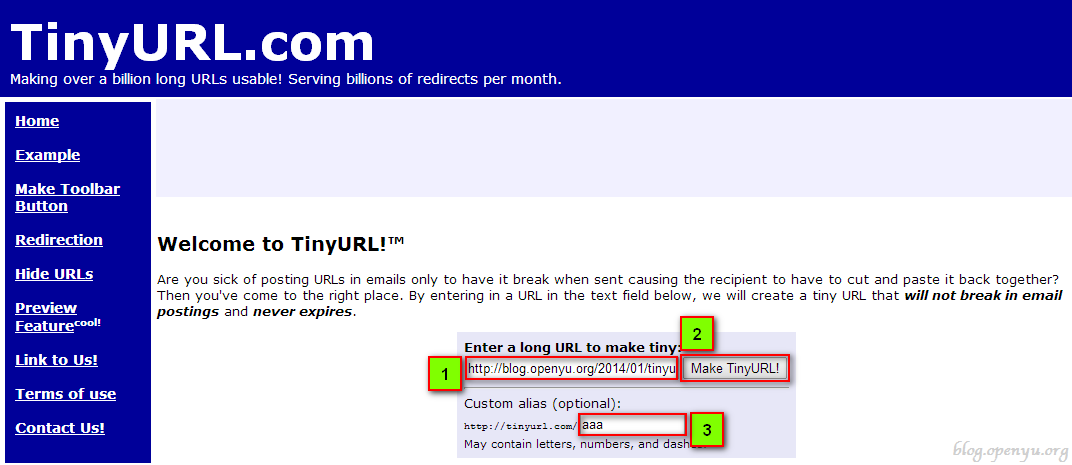 TinyURL.com
Making over a billion long URLs usable! Serving billions of redirects per month.
Home
Example
Make Toolbar
Button
Redirection
Hide URLs
Preview
Feature cool!
Link to Us!
Terms of use
Contact Us!
Welcome to TinyURL!™
Are you sick of posting URLs in emails only to have it break when sent causing the recipient to have to cut and paste it back together?
Then you've come to the right place. By entering in a URL in the text field below, we will create a tiny URL that will not break in email
postings and never expires.
2
Enter a long URL to make tiny:
1 http://blog.openyu.org/2014/01/tinyu Make TinyURL!
Custom alias (optional):
http://tinyurl.com/ aaa 3
May contain letters, numbers, and dashes.
blog.openyu.org